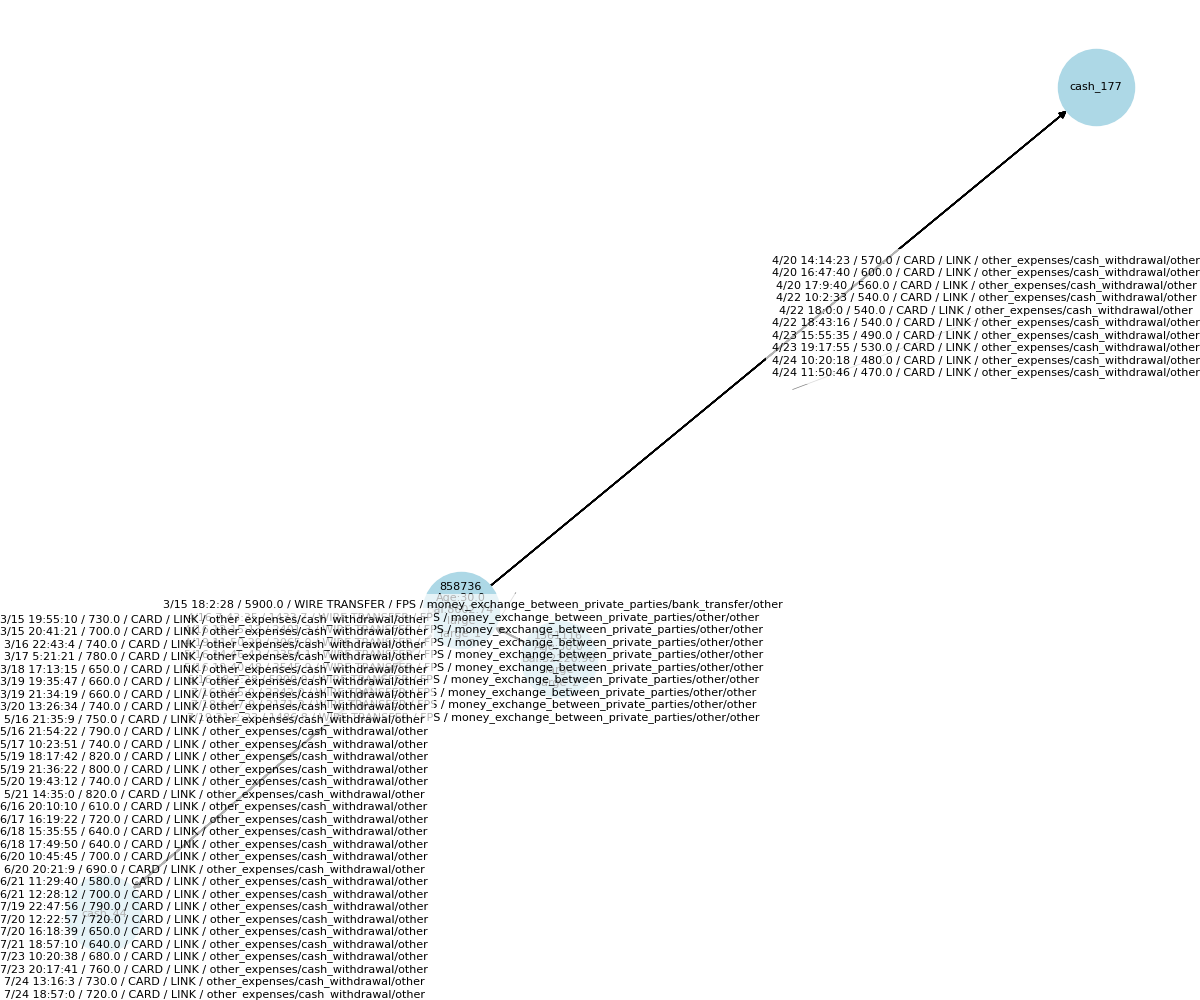 cash_177
4/20 14:14:23 / 570.0 / CARD / LINK / other_expenses/cash_withdrawal/other
4/20 16:47:40 / 600.0 / CARD / LINK / other_expenses/cash_withdrawal/other
4/20 17:9:40 / 560.0 / CARD / LINK / other_expenses/cash_withdrawal/other
4/22 10:2:33 / 540.0 / CARD / LINK / other_expenses/cash_withdrawal/other
4/22 18:0:0 / 540.0 / CARD / LINK / other_expenses/cash_withdrawal/other
4/22 18:43:16 / 540.0 / CARD / LINK / other_expenses/cash_withdrawal/other
4/23 15:55:35 / 490.0 / CARD / LINK / other_expenses/cash_withdrawal/other
4/23 19:17:55 / 530.0 / CARD / LINK / other_expenses/cash_withdrawal/other
4/24 10:20:18 / 480.0 / CARD / LINK / other_expenses/cash_withdrawal/other
4/24 11:50:46 / 470.0 / CARD / LINK / other_expenses/cash_withdrawal/other
858736
Age:30.0
3/15 18:2:28 / 5900.0 / WIRE TRANSFER / FPS / money_exchange_between_private_parties/bank_transfer/other
WIRE TRANSFER / FPS / money_exchange_between_private_parties/other/other
3/15 19:55:10 / 730.0 / CARD / LINK / other_expenses/cash_withdrawal/other
WIRE TRANSFER / FPS / money_exchange_between_private_parties/other/other
3/15 20:41:21 / 700.0 / CARD / LINK / other_expenses/cash_withdrawal/other
WIRE TRANSFER / FPS / money_exchange_between_private_parties/other/other
3/16 22:43:4 / 740.0 / CARD / LINK / other_expenses/cash_withdrawal/other
WIRE TRANSFER / FPS / money_exchange_between_private_parties/other/other
3/17 5:21:21 / 780.0 / CARD / LINK / other_expenses/cash_withdrawal/other
WIRE TRANSFER / FPS / money_exchange_between_private_parties/other/other
3/18 17:13:15 / 650.0 / CARD / LINK / other_expenses/cash_withdrawal/other
WIRE TRANSFER / FPS / money_exchange_between_private_parties/other/other
3/19 19:35:47 / 660.0 / CARD / LINK / other_expenses/cash_withdrawal/other
WIRE TRANSFER / FPS / money_exchange_between_private_parties/other/other
3/19 21:34:19 / 660.0 / CARD / LINK / other_expenses/cash_withdrawal/other
WIRE TRANSFER / FPS / money_exchange_between_private_parties/other/other
3/20 13:26:34 / 740.0 / CARD / LINK / other_expenses/cash_withdrawal/other
WIRE TRANSFER / FPS / money_exchange_between_private_parties/other/other
5/16 21:35:9 / 750.0 / CARD / LINK / other_expenses/cash_withdrawal/other
5/16 21:54:22 / 790.0 / CARD / LINK / other_expenses/cash_withdrawal/other
5/17 10:23:51 / 740.0 / CARD / LINK / other_expenses/cash_withdrawal/other
5/19 18:17:42 / 820.0 / CARD / LINK / other_expenses/cash_withdrawal/other
5/19 21:36:22 / 800.0 / CARD / LINK / other_expenses/cash_withdrawal/other
5/20 19:43:12 / 740.0 / CARD / LINK / other_expenses/cash_withdrawal/other
5/21 14:35:0 / 820.0 / CARD / LINK / other_expenses/cash_withdrawal/other
6/16 20:10:10 / 610.0 / CARD / LINK / other_expenses/cash_withdrawal/other
6/17 16:19:22 / 720.0 / CARD / LINK / other_expenses/cash_withdrawal/other
6/18 15:35:55 / 640.0 / CARD / LINK / other_expenses/cash_withdrawal/other
6/18 17:49:50 / 640.0 / CARD / LINK / other_expenses/cash_withdrawal/other
6/20 10:45:45 / 700.0 / CARD / LINK / other_expenses/cash_withdrawal/other
6/20 20:21:9 / 690.0 / CARD / LINK / other_expenses/cash_withdrawal/other
6/21 11:29:40 / 580.0 / CARD / LINK / other_expenses/cash_withdrawal/other
6/21 12:28:12 / 700.0 / CARD / LINK / other_expenses/cash_withdrawal/other
7/19 22:47:56 / 790.0 / CARD / LINK / other_expenses/cash_withdrawal/other
7/20 12:22:57 / 720.0 / CARD / LINK / other_expenses/cash_withdrawal/other
7/20 16:18:39 / 650.0 / CARD / LINK / other_expenses/cash_withdrawal/other
7/21 18:57:10 / 640.0 / CARD / LINK / other_expenses/cash_withdrawal/other
7/23 10:20:38 / 680.0 / CARD / LINK / other_expenses/cash_withdrawal/other
7/23 20:17:41 / 760.0 / CARD / LINK / other_expenses/cash_withdrawal/other
7/24 13:16:3 / 730.0 / CARD / LINK / other_expenses/cash_withdrawal/other
7/24 18:57:0 / 720.0 / CARD / LINK / other_expenses/cash_withdrawal/other